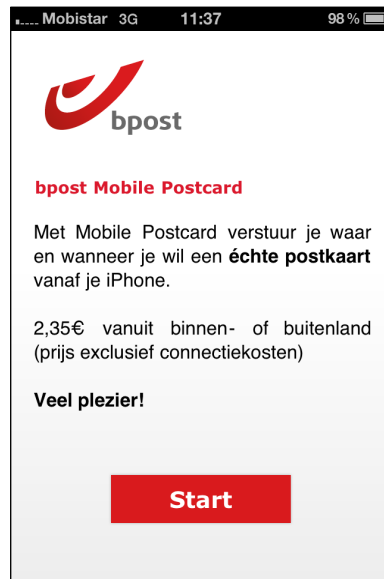 Mobistar 3G 11:37 98 %
bpost
bpost Mobile Postcard
Met Mobile Postcard verstuur je waar
en wanneer je wil een échte postkaart
vanaf je iPhone.
2,35€ vanuit binnen- of buitenland
(prijs exclusief connectiekosten)
Veel plezier!
Start